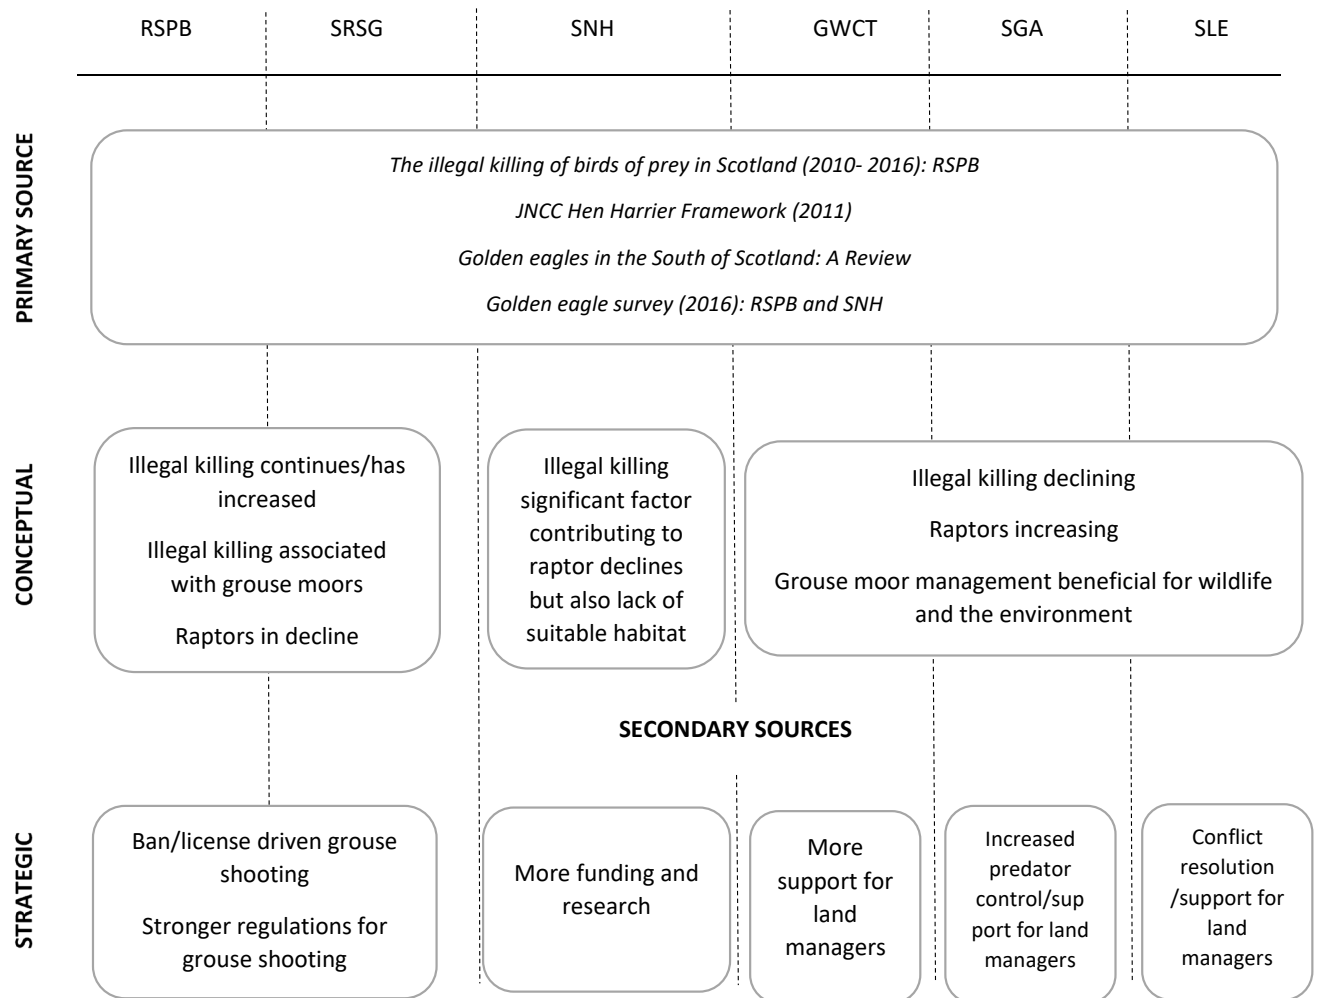 RSPB SRSG SNH GWCT SGA SLE
PRIMARY SOURCE
The illegal killing of birds of prey in Scotland (2010- 2016): RSPB
JNCC Hen Harrier Framework (2011)
Golden eagles in the South of Scotland: A Review
Golden eagle survey (2016): RSPB and SNH
CONCEPTUAL
Illegal killing continues/has
increased
Illegal killing associated
with grouse moors
Raptors in decline
Illegal killing
significant factor
contributing to
raptor declines
but also lack of
suitable habitat
Illegal killing declining
Raptors increasing
Grouse moor management beneficial for wildlife
and the environment
SECONDARY SOURCES
STRATEGIC
Ban/license driven grouse
shooting
Stronger regulations for
grouse shooting
More funding and
research
More
support for
land
managers
Increased
predator
control/sup
port for land
managers
Conflict
resolution
/support for
land
managers